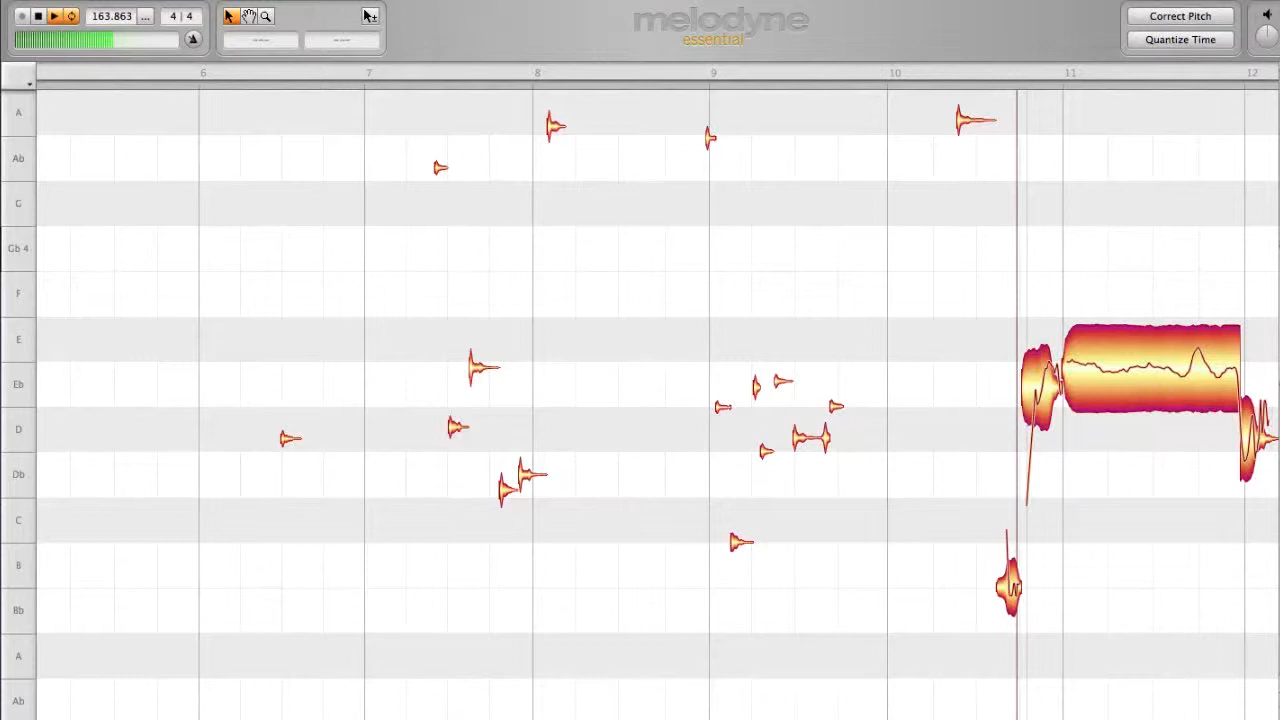 163.863 ... 4 | 4
melodyne
essential
Correct Pitch
Quantize Time
6 7 8 9 10 11 12
A
Ab
G
Gb 4
F
E
Eb
D
Db
C
B
Bb
A
Ab